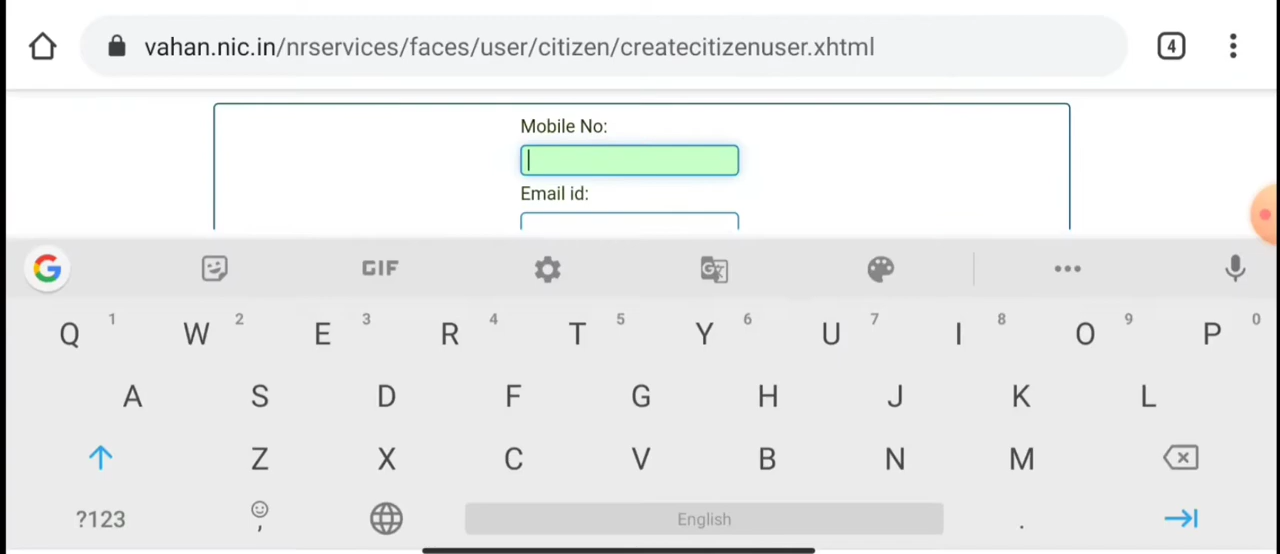 vahan.nic.in/nrservices/faces/user/citizen/createcitizenuser.xhtml 4
Mobile No:
Email id:
G GIF G
1 2 3 4 5 6 7 8 9 0
Q W E R T Y U I O P
A S D F G H J K L
Z X C V B N M
?123 , English .